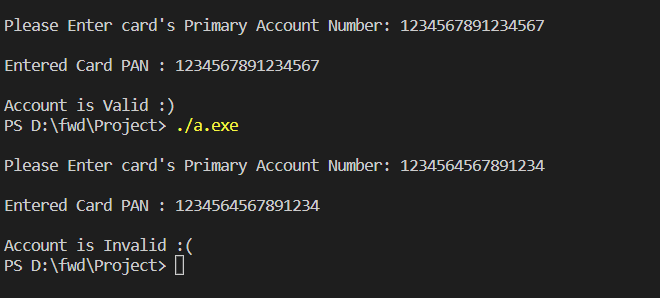 Please Enter card's Primary Account Number: 1234567891234567
Entered Card PAN : 1234567891234567
Account is Valid :)
PS D:\fwd\Project> ./a.exe
Please Enter card's Primary Account Number: 1234564567891234
Entered Card PAN : 1234564567891234
Account is Invalid :(
PS D:\fwd\Project>